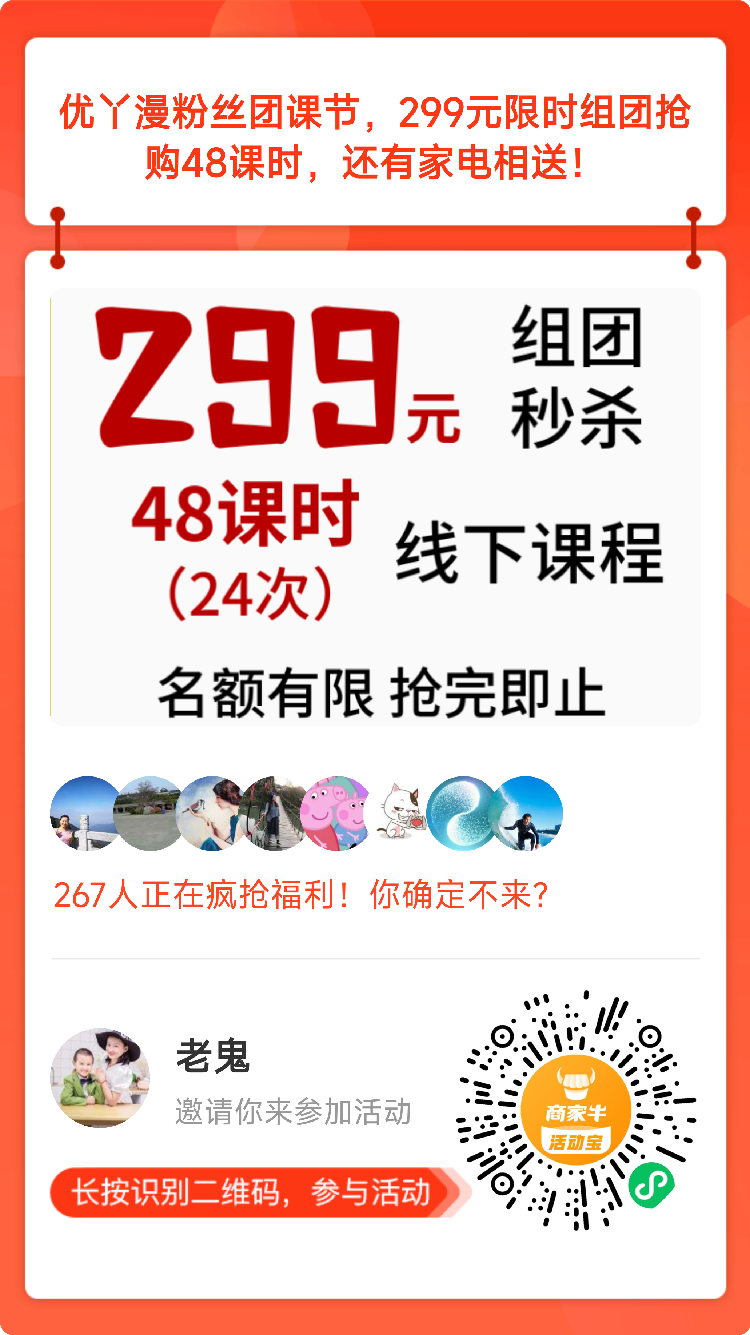 优丫漫粉丝团课节，299元限时组团抢
购48课时，还有家电相送！
299元
组团
秒杀
48课时
（24次）
线下课程
名额有限 抢完即止
267人正在疯抢福利！你确定不来？
老鬼
邀请你来参加活动
长按识别二维码，参与活动
商家牛
活动宝